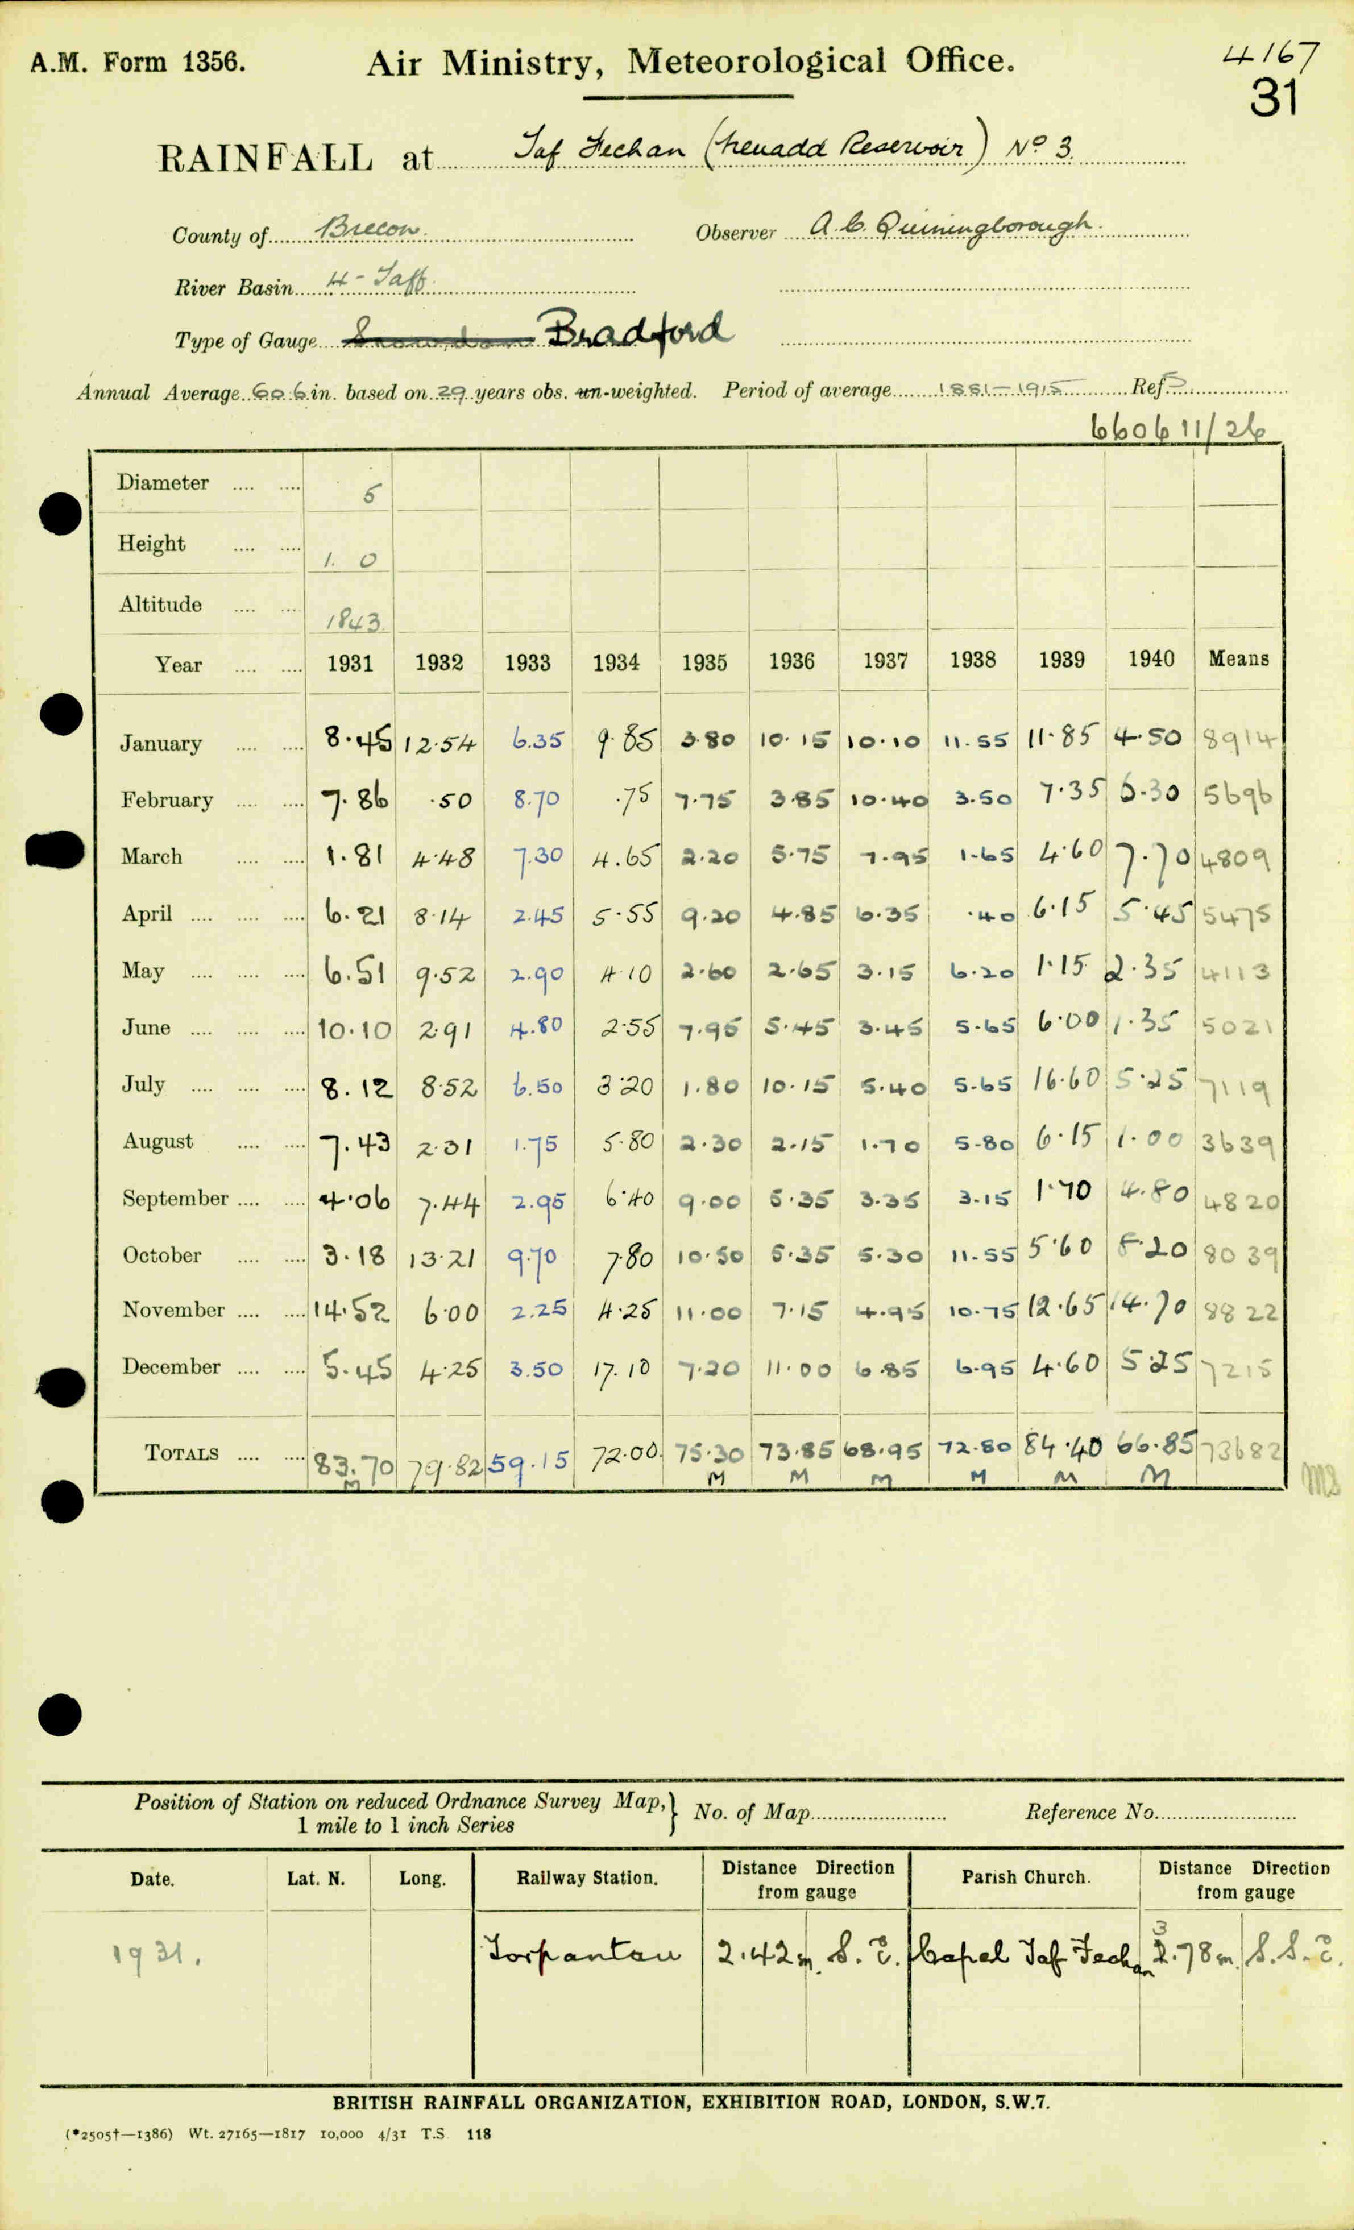 4167
A.M. Form 1356. Air Ministry, Meteorological Office.
31
RAINFALL at Taf Fechan (Neuadd Reservoir) No 3
County of Brecon Observer A C Quiningborough
River Basin 4 - Taff
Type of Gauge Snowdon Bradford
Annual Average 60.6 in. based on 29 years obs. un-weighted. Period of average 1881-1915 Ref 5
660611/26
Diameter 5
Height 1. 0
Altitude 1843
Year 1931 1932 1933 1934 1935 1936 1937 1938 1939 1940 Means
January 8.45 12.54 6.35 9.85 3.80 10.15 10.10 11.55 11.85 4.50 8914
February 7.86 .50 8.70 .75 7.75 3.85 10.40 3.50 7.35 6.30 5696
March 1.81 4.48 7.30 4.65 2.20 5.75 7.95 1.65 4.60 7.70 4809
April 6.21 8.14 2.45 5.55 9.20 4.85 6.35 .40 6.15 5.45 5475
May 6.51 9.52 2.90 4.10 2.60 2.65 3.15 6.20 1.15 2.35 4113
June 10.10 2.91 4.80 2.55 7.95 5.45 3.45 5.65 6.00 1.35 5021
July 8.12 8.52 6.50 3.20 1.80 10.15 5.40 5.65 16.60 5.25 7119
August 7.43 2.31 1.75 5.80 2.30 2.15 1.70 5.80 6.15 1.00 3639
September 4.06 7.44 2.95 6.40 9.00 5.35 3.35 3.15 1.70 4.80 4820
October 3.18 13.21 9.70 7.80 10.50 5.35 5.30 11.55 5.60 8.20 8039
November 14.52 6.00 2.25 4.25 11.00 7.15 4.95 10.75 12.65 14.70 8822
December 5.45 4.25 3.50 17.10 7.20 11.00 6.85 6.95 4.60 5.25 7215
TOTALS 83.70 79.82 59.15 72.00 75.30 73.85 68.95 72.80 84.40 66.85 73682
M M M M M M M
MS
Position of Station on reduced Ordnance Survey Map, } No. of Map Reference No.
1 mile to 1 inch Series
Date. Lat. N. Long. Railway Station. Distance Direction from gauge Parish Church. Distance Direction from gauge
1931. Torpantau 2.42 m. S. E. Capel Taf Fechan 3 2.78 m. S.S.E.
BRITISH RAINFALL ORGANIZATION, EXHIBITION ROAD, LONDON, S.W.7.
(*2505†—1386) Wt. 27165—1817 10,000 4/31 T.S. 118